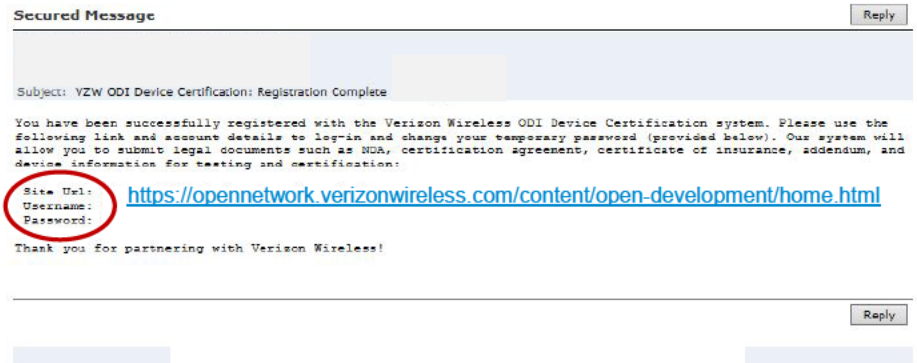 Secured Message
Reply
Subject: VZW ODI Device Certification: Registration Complete
You have been successfully registered with the Verizon Wireless ODI Device Certification system. Please use the
following link and account details to log-in and change your temporary password (provided below). Our system will
allow you to submit legal documents such as NDA, certification agreement, certificate of insurance, addendum, and
device information for testing and certification:
Site Url: https://opennetwork.verizonwireless.com/content/open-development/home.html
Username:
Password:
Thank you for partnering with Verizon Wireless!
Reply